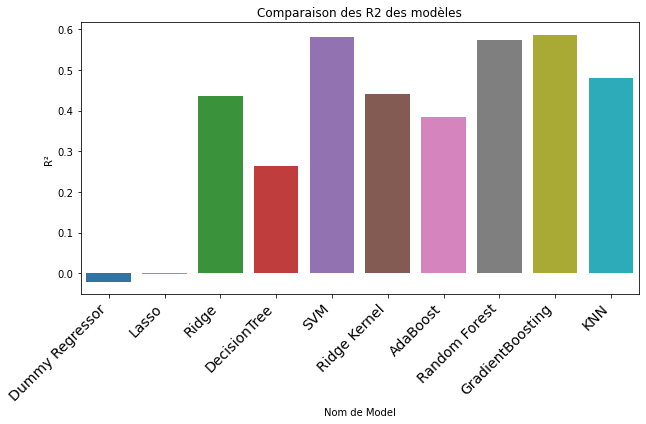 Comparaison des R2 des modèles
R²
0.6
0.5
0.4
0.3
0.2
0.1
0.0
Dummy Regressor
Lasso
Ridge
DecisionTree
SVM
Ridge Kernel
AdaBoost
Random Forest
GradientBoosting
KNN
Nom de Model